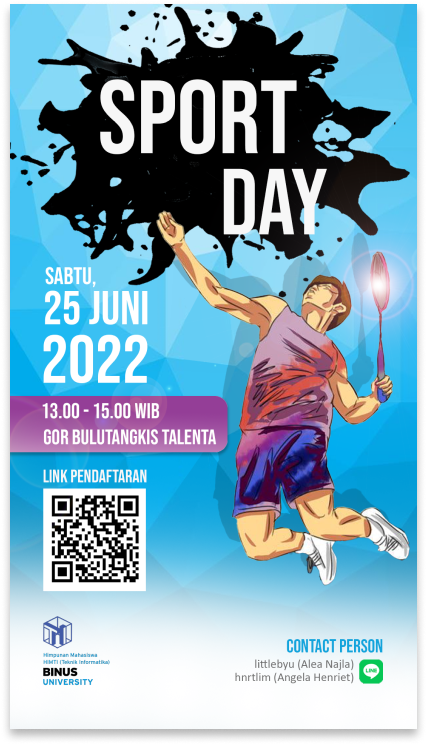 SPORT
DAY
SABTU,
25 JUNI
2022
13.00 - 15.00 WIB
GOR BULUTANGKIS TALENTA
LINK PENDAFTARAN
Himpunan Mahasiswa
HIMTI (Teknik Informatika)
BINUS
UNIVERSITY
CONTACT PERSON
littlebyu (Alea Najla)
hnrtlim (Angela Henriet)
LINE